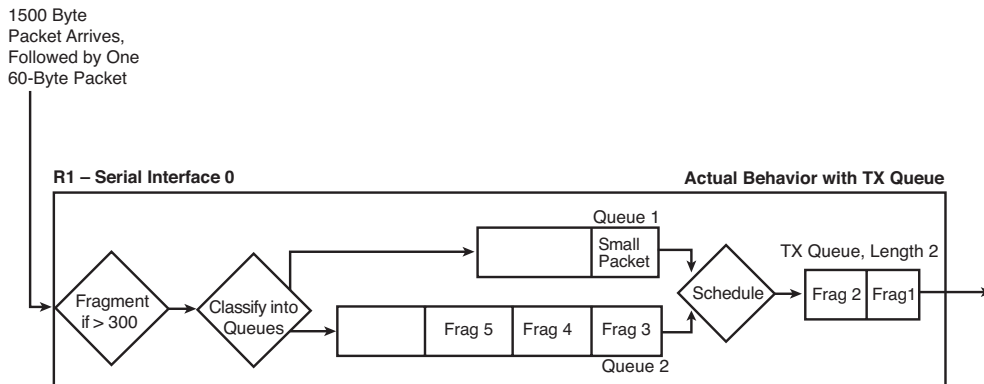 1500 Byte
Packet Arrives,
Followed by One
60-Byte Packet
R1 – Serial Interface 0
Actual Behavior with TX Queue
Queue 1
Small
Packet
TX Queue, Length 2
Fragment
if > 300
Classify into
Queues
Schedule
Frag 2
Frag1
Frag 5
Frag 4
Frag 3
Queue 2